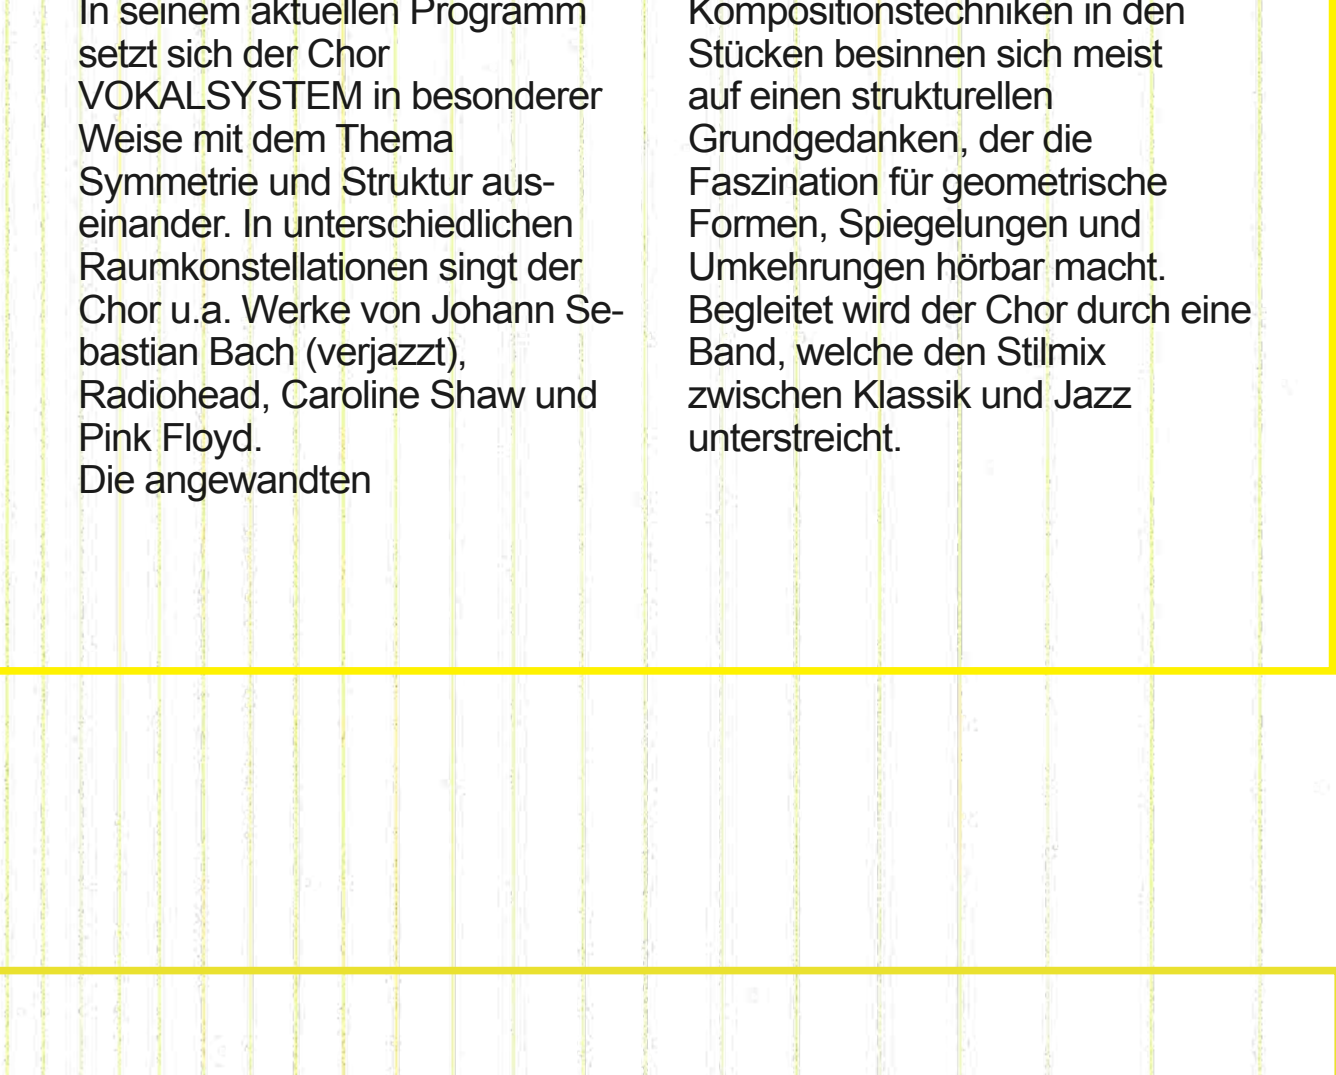 In seinem aktuellen Programm
setzt sich der Chor
VOKALSYSTEM in besonderer
Weise mit dem Thema
Symmetrie und Struktur aus-
einander. In unterschiedlichen
Raumkonstellationen singt der
Chor u.a. Werke von Johann Se-
bastian Bach (verjazzt),
Radiohead, Caroline Shaw und
Pink Floyd.
Die angewandten
Kompositionstechniken in den
Stücken besinnen sich meist
auf einen strukturellen
Grundgedanken, der die
Faszination für geometrische
Formen, Spiegelungen und
Umkehrungen hörbar macht.
Begleitet wird der Chor durch eine
Band, welche den Stilmix
zwischen Klassik und Jazz
unterstreicht.